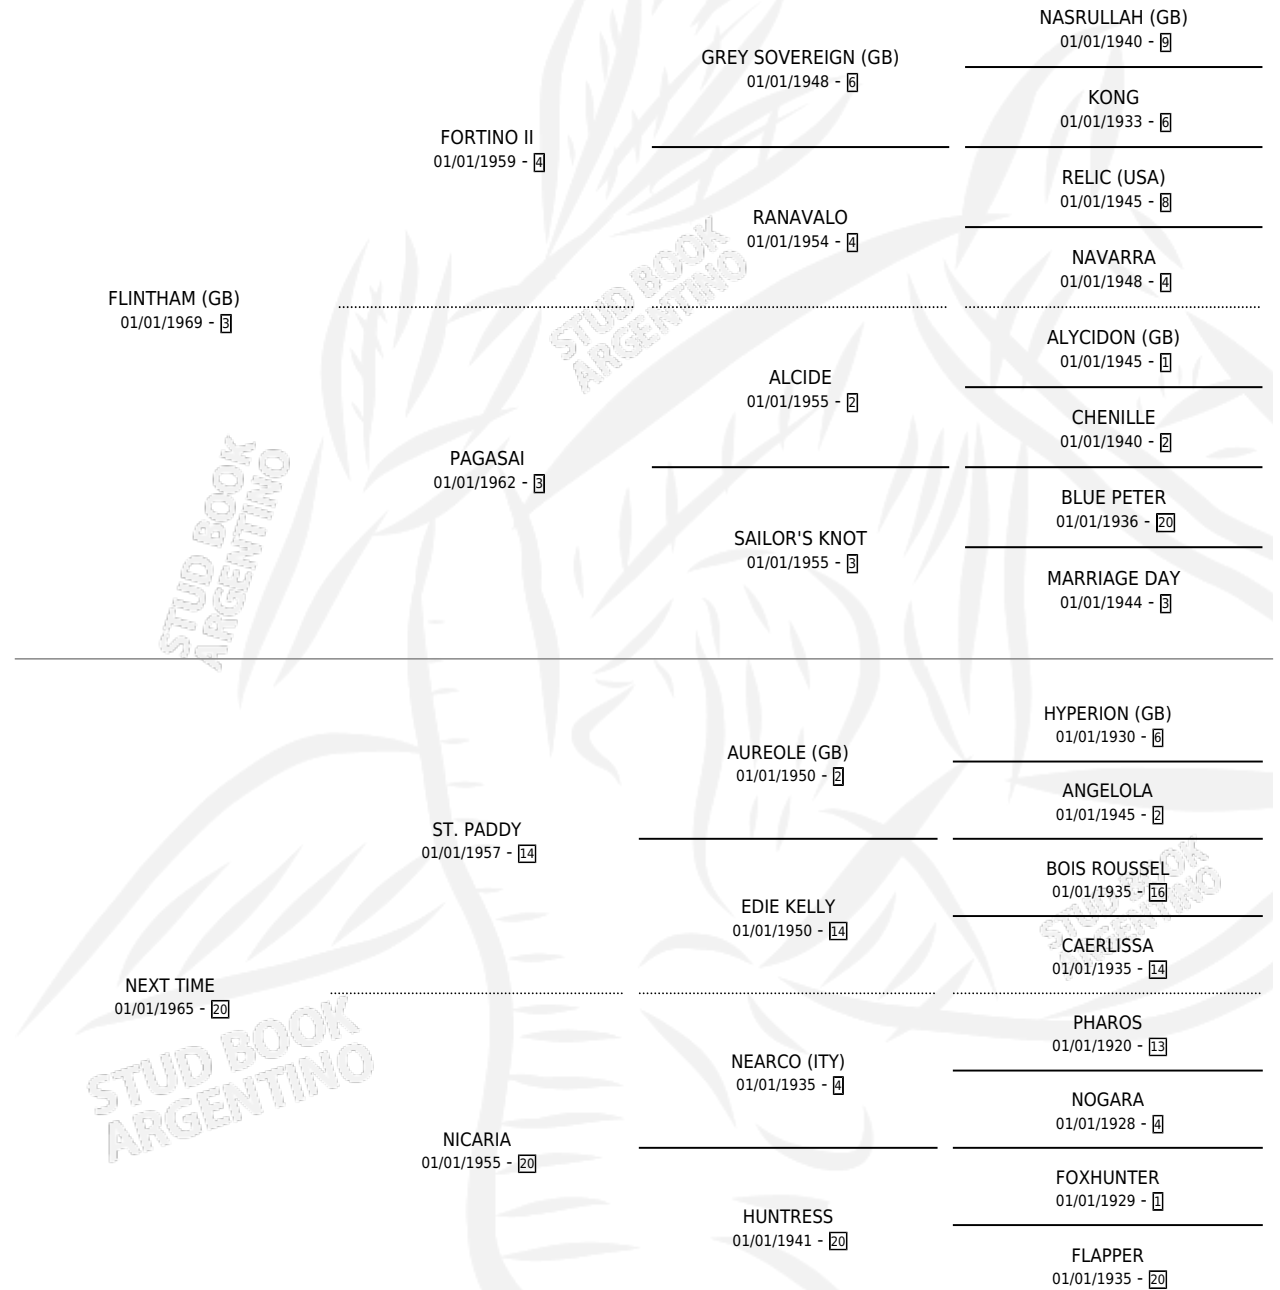 NASRULLAH (GB)
01/01/1940 - 9
GREY SOVEREIGN (GB)
01/01/1948 - 6
KONG
01/01/1933 - 6
FORTINO II
01/01/1959 - 4
RELIC (USA)
01/01/1945 - 8
RANAVALO
01/01/1954 - 4
NAVARRA
01/01/1948 - 4
FLINTHAM (GB)
01/01/1969 - 3
ALYCIDON (GB)
01/01/1945 - 1
ALCIDE
01/01/1955 - 2
CHENILLE
01/01/1940 - 2
PAGASAI
01/01/1962 - 3
BLUE PETER
01/01/1936 - 20
SAILOR'S KNOT
01/01/1955 - 3
MARRIAGE DAY
01/01/1944 - 3
HYPERION (GB)
01/01/1930 - 6
AUREOLE (GB)
01/01/1950 - 2
ANGELOLA
01/01/1945 - 2
ST. PADDY
01/01/1957 - 14
BOIS ROUSSEL
01/01/1935 - 16
EDIE KELLY
01/01/1950 - 14
CAERLISSA
01/01/1935 - 14
NEXT TIME
01/01/1965 - 20
PHAROS
01/01/1920 - 13
NEARCO (ITY)
01/01/1935 - 4
NOGARA
01/01/1928 - 4
NICARIA
01/01/1955 - 20
FOXHUNTER
01/01/1929 - 1
HUNTRESS
01/01/1941 - 20
FLAPPER
01/01/1935 - 20
STUD BOOK
ARGENTINO
STUD BOOK
ARGENTINO
STUD BOOK
ARGENTINO
STUD BOOK
ARGENTINO